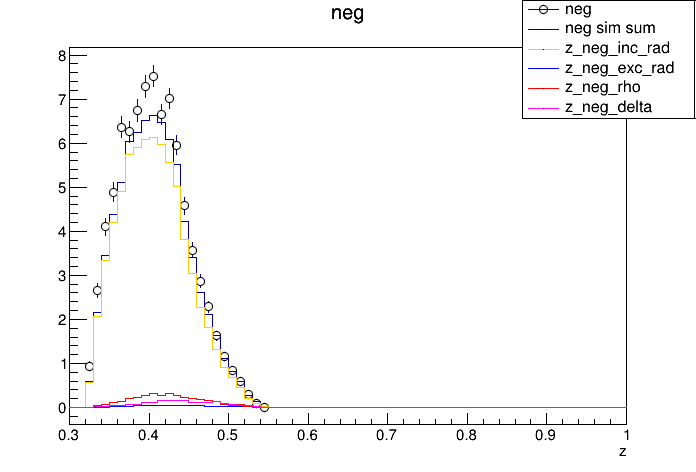 neg
neg
neg sim sum
z_neg_inc_rad
z_neg_exc_rad
z_neg_rho
z_neg_delta
8
7
6
5
4
3
2
1
0
0.3 0.4 0.5 0.6 0.7 0.8 0.9 1
z